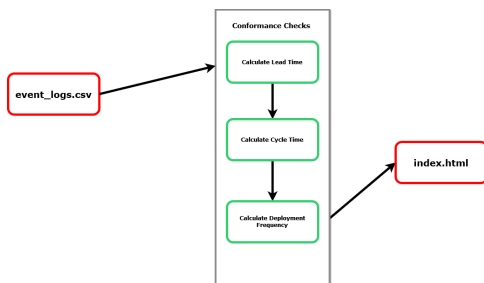 Conformance Checks
Calculate Lead Time
event_logs.csv
Calculate Cycle Time
index.html
Calculate Deployment
Frequency